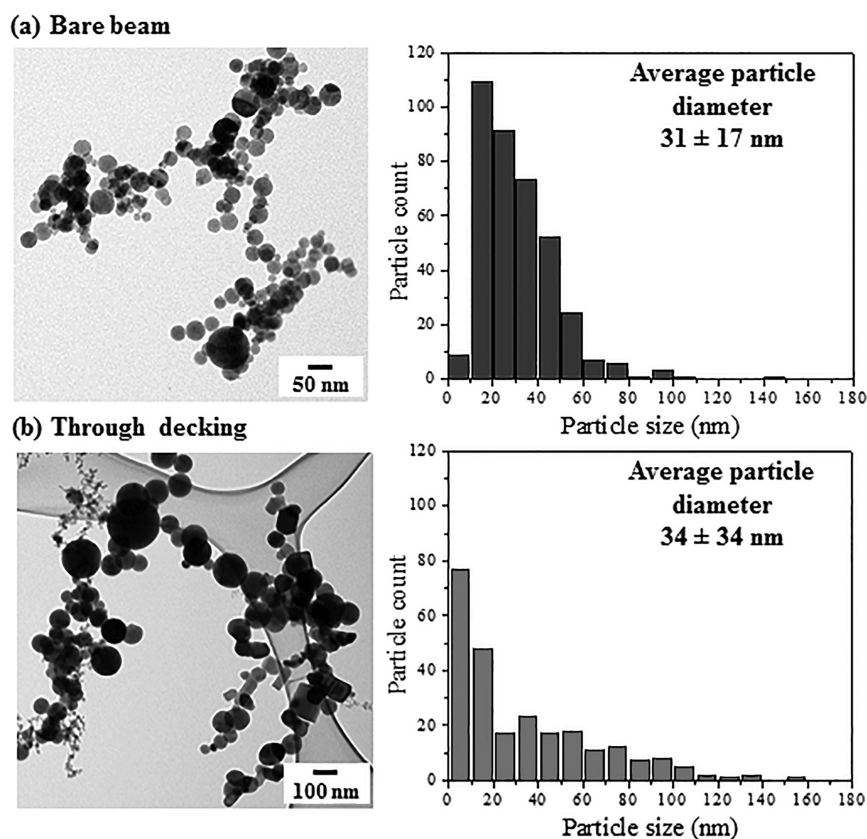 (a) Bare beam
50 nm
120
100
80
60
40
20
0
Particle count
Average particle
diameter
31 ± 17 nm
0 20 40 60 80 100 120 140 160 180
Particle size (nm)
(b) Through decking
100 nm
120
100
80
60
40
20
0
Particle count
Average particle
diameter
34 ± 34 nm
0 20 40 60 80 100 120 140 160 180
Particle size (nm)